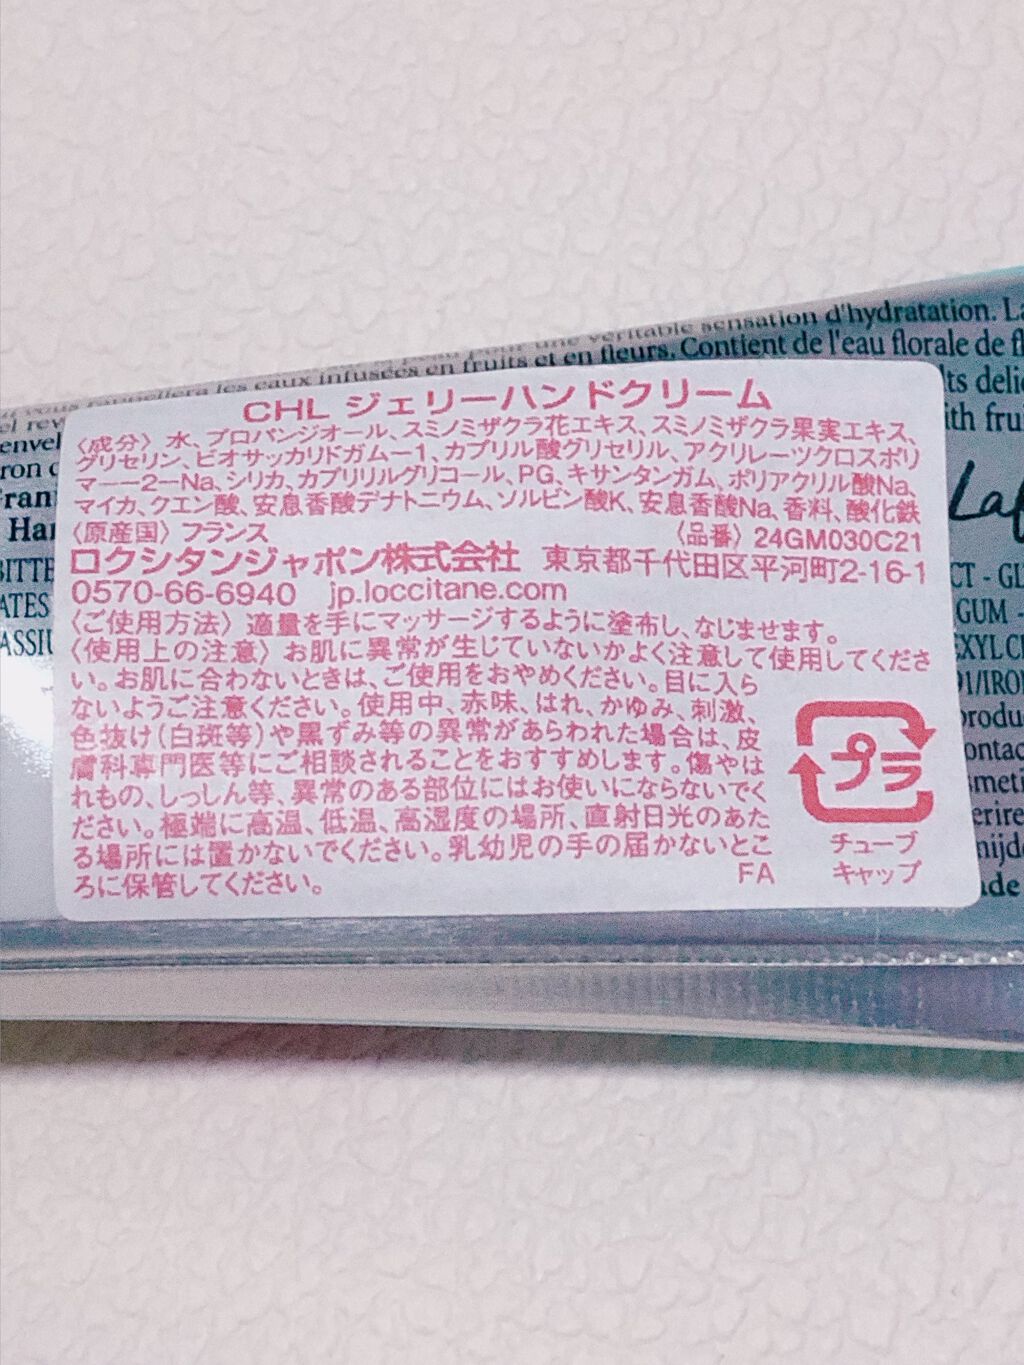 véritable sensation d'hydratation.
les eaux infusées en fruits et en fleurs. Contient de l'eau florale de
CHL ジェリーハンドクリーム
〈成分〉水、プロパンジオール、スミノミザクラ花エキス、スミノミザクラ果実エキス、
グリセリン、ビオサッカリドガムー1、カプリル酸グリセリル、アクリレーツクロスポリ
マーー2ーNa、シリカ、カプリリルグリコール、PG、キサンタンガム、ポリアクリル酸Na、
マイカ、クエン酸、安息香酸デナトニウム、ソルビン酸K、安息香酸Na、香料、酸化鉄
〈原産国〉フランス 〈品番〉24GM030C21
ロクシタンジャポン株式会社 東京都千代田区平河町2-16-1
0570-66-6940 jp.loccitane.com
〈ご使用方法〉適量を手にマッサージするように塗布し、なじませます。
〈使用上の注意〉お肌に異常が生じていないかよく注意して使用してくださ
い。お肌に合わないときは、ご使用をおやめください。目に入ら
ないようご注意ください。使用中、赤味、はれ、かゆみ、刺激、
色抜け(白斑等)や黒ずみ等の異常があらわれた場合は、皮
膚科専門医等にご相談されることをおすすめします。傷やは
れもの、しっしん等、異常のある部位にはお使いにならないでく
ださい。極端に高温、低温、高湿度の場所、直射日光のあた
る場所には置かないでください。乳幼児の手の届かないとこ
ろに保管してください。
FA
プラ
チューブ
キャップ